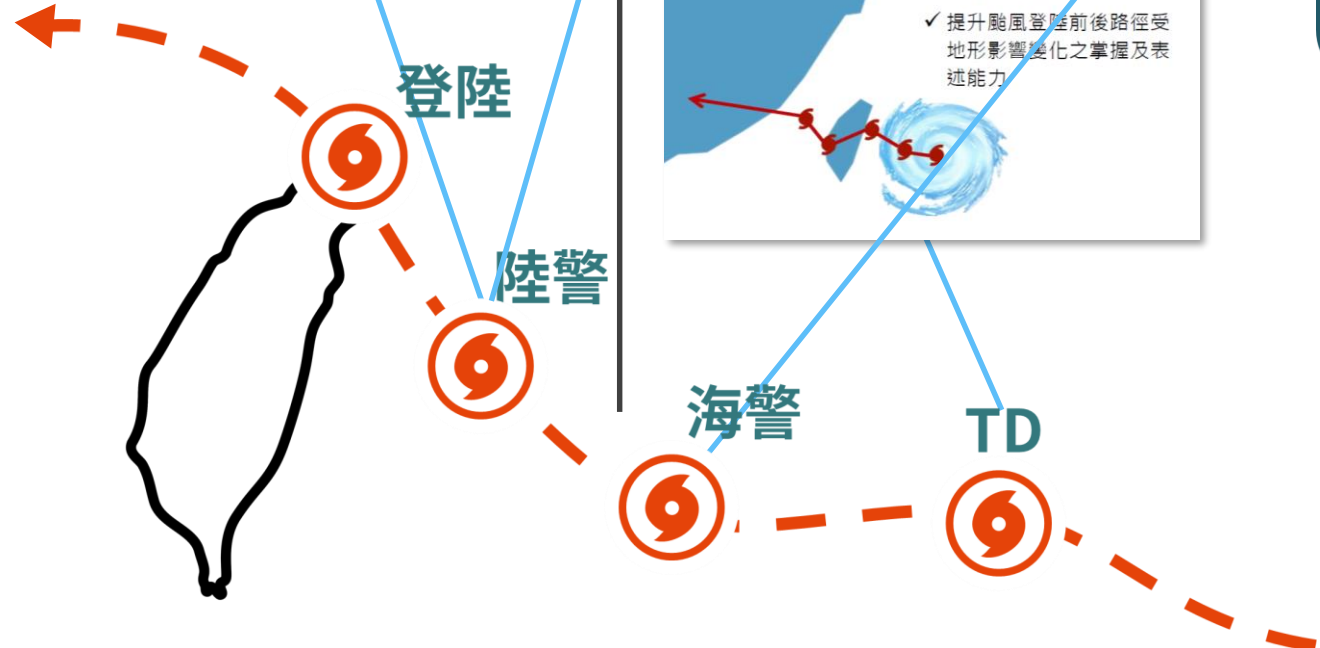 ✓ 提升颱風登陸前後路徑受
地形影響變化之掌握及表
述能力
登陸
陸警
海警
TD